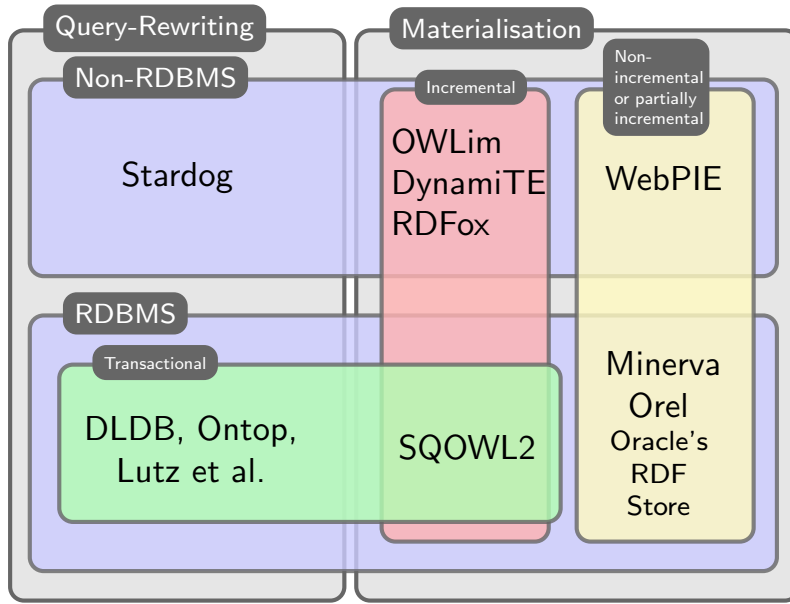 Query-Rewriting
Materialisation
Non-RDBMS
Incremental
Non-
incremental
or partially
incremental
Stardog
OWLim
DynamiTE
RDFox
WebPIE
RDBMS
Transactional
DLDB, Ontop,
Lutz et al.
SQOWL2
Minerva
Orel
Oracle's
RDF
Store